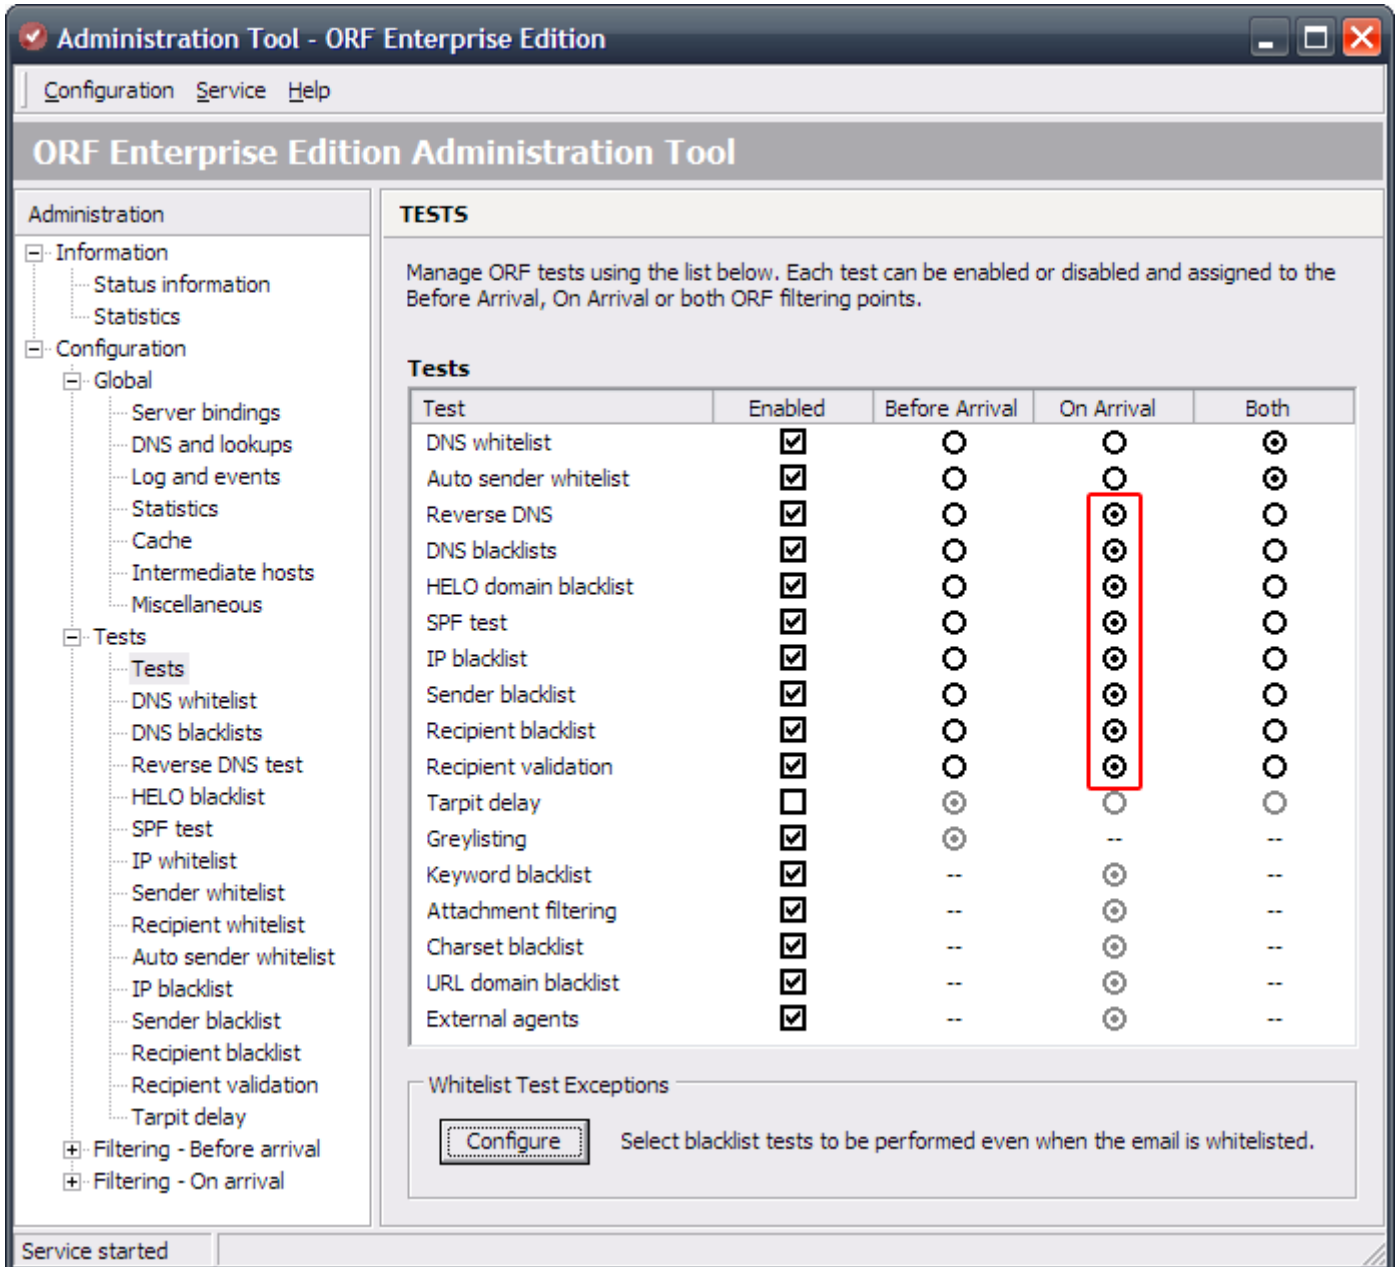 Administration Tool - ORF Enterprise Edition
Configuration Service Help
ORF Enterprise Edition Administration Tool
Administration
Information
Status information
Statistics
Configuration
Global
Server bindings
DNS and lookups
Log and events
Statistics
Cache
Intermediate hosts
Miscellaneous
Tests
Tests
DNS whitelist
DNS blacklists
Reverse DNS test
HELO blacklist
SPF test
IP whitelist
Sender whitelist
Recipient whitelist
Auto sender whitelist
IP blacklist
Sender blacklist
Recipient blacklist
Recipient validation
Tarpit delay
Filtering - Before arrival
Filtering - On arrival
TESTS
Manage ORF tests using the list below. Each test can be enabled or disabled and assigned to the
Before Arrival, On Arrival or both ORF filtering points.
Tests
Test Enabled Before Arrival On Arrival Both
DNS whitelist
Auto sender whitelist
Reverse DNS
DNS blacklists
HELO domain blacklist
SPF test
IP blacklist
Sender blacklist
Recipient blacklist
Recipient validation
Tarpit delay
Greylisting -- --
Keyword blacklist -- --
Attachment filtering -- --
Charset blacklist -- --
URL domain blacklist -- --
External agents -- --
Whitelist Test Exceptions
Configure Select blacklist tests to be performed even when the email is whitelisted.
Service started